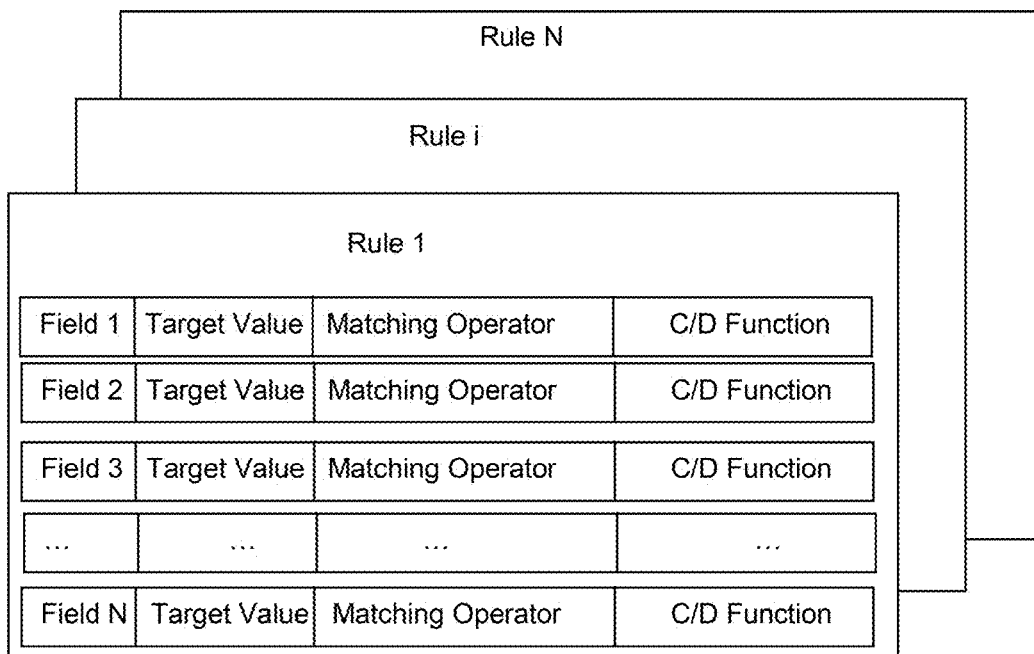 Rule N
Rule i
Rule 1
Field 1 Target Value Matching Operator C/D Function
Field 2 Target Value Matching Operator C/D Function
Field 3 Target Value Matching Operator C/D Function
... ... ... ...
Field N Target Value Matching Operator C/D Function